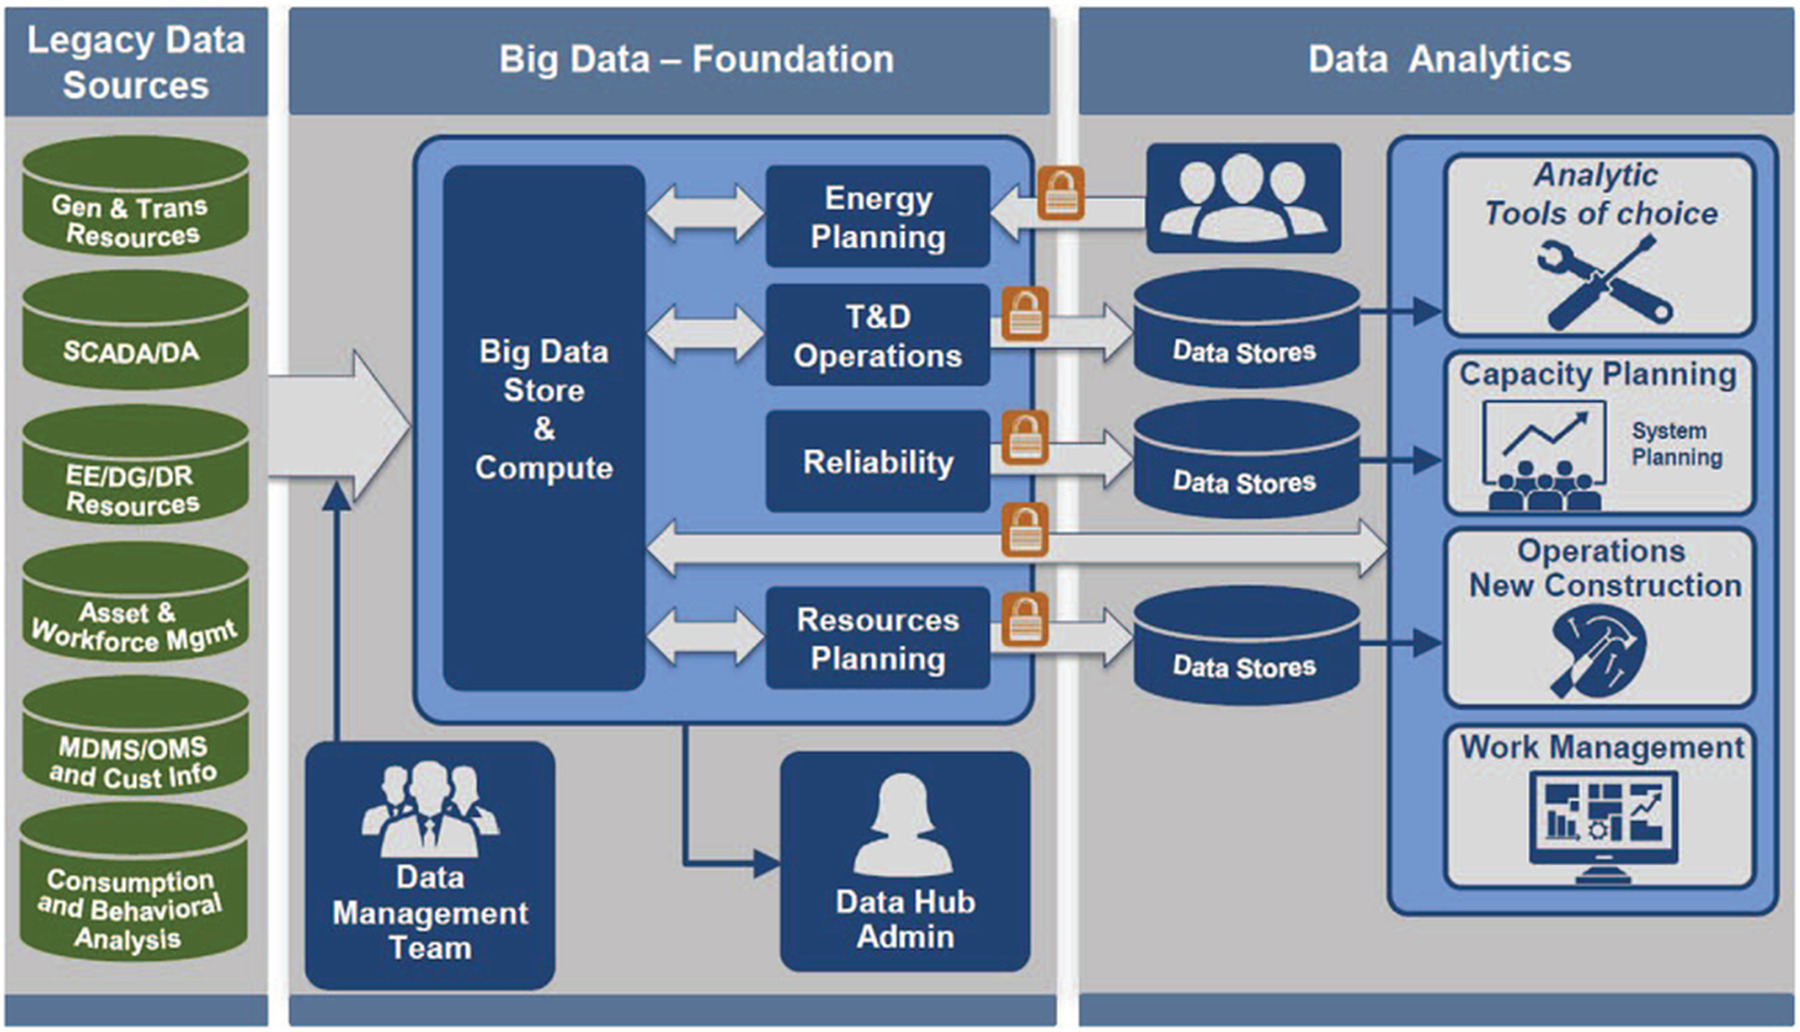 Legacy Data
Sources
Gen & Trans
Resources
SCADA/DA
EE/DG/DR
Resources
Asset &
Workforce Mgmt
MDMS/OMS
and Cust Info
Consumption
and Behavioral
Analysis
Big Data – Foundation
Big Data
Store
&
Compute
Energy
Planning
T&D
Operations
Reliability
Resources
Planning
Data
Management
Team
Data Hub
Admin
Data Analytics
Data Stores
Data Stores
Data Stores
Analytic
Tools of choice
Capacity Planning
System
Planning
Operations
New Construction
Work Management